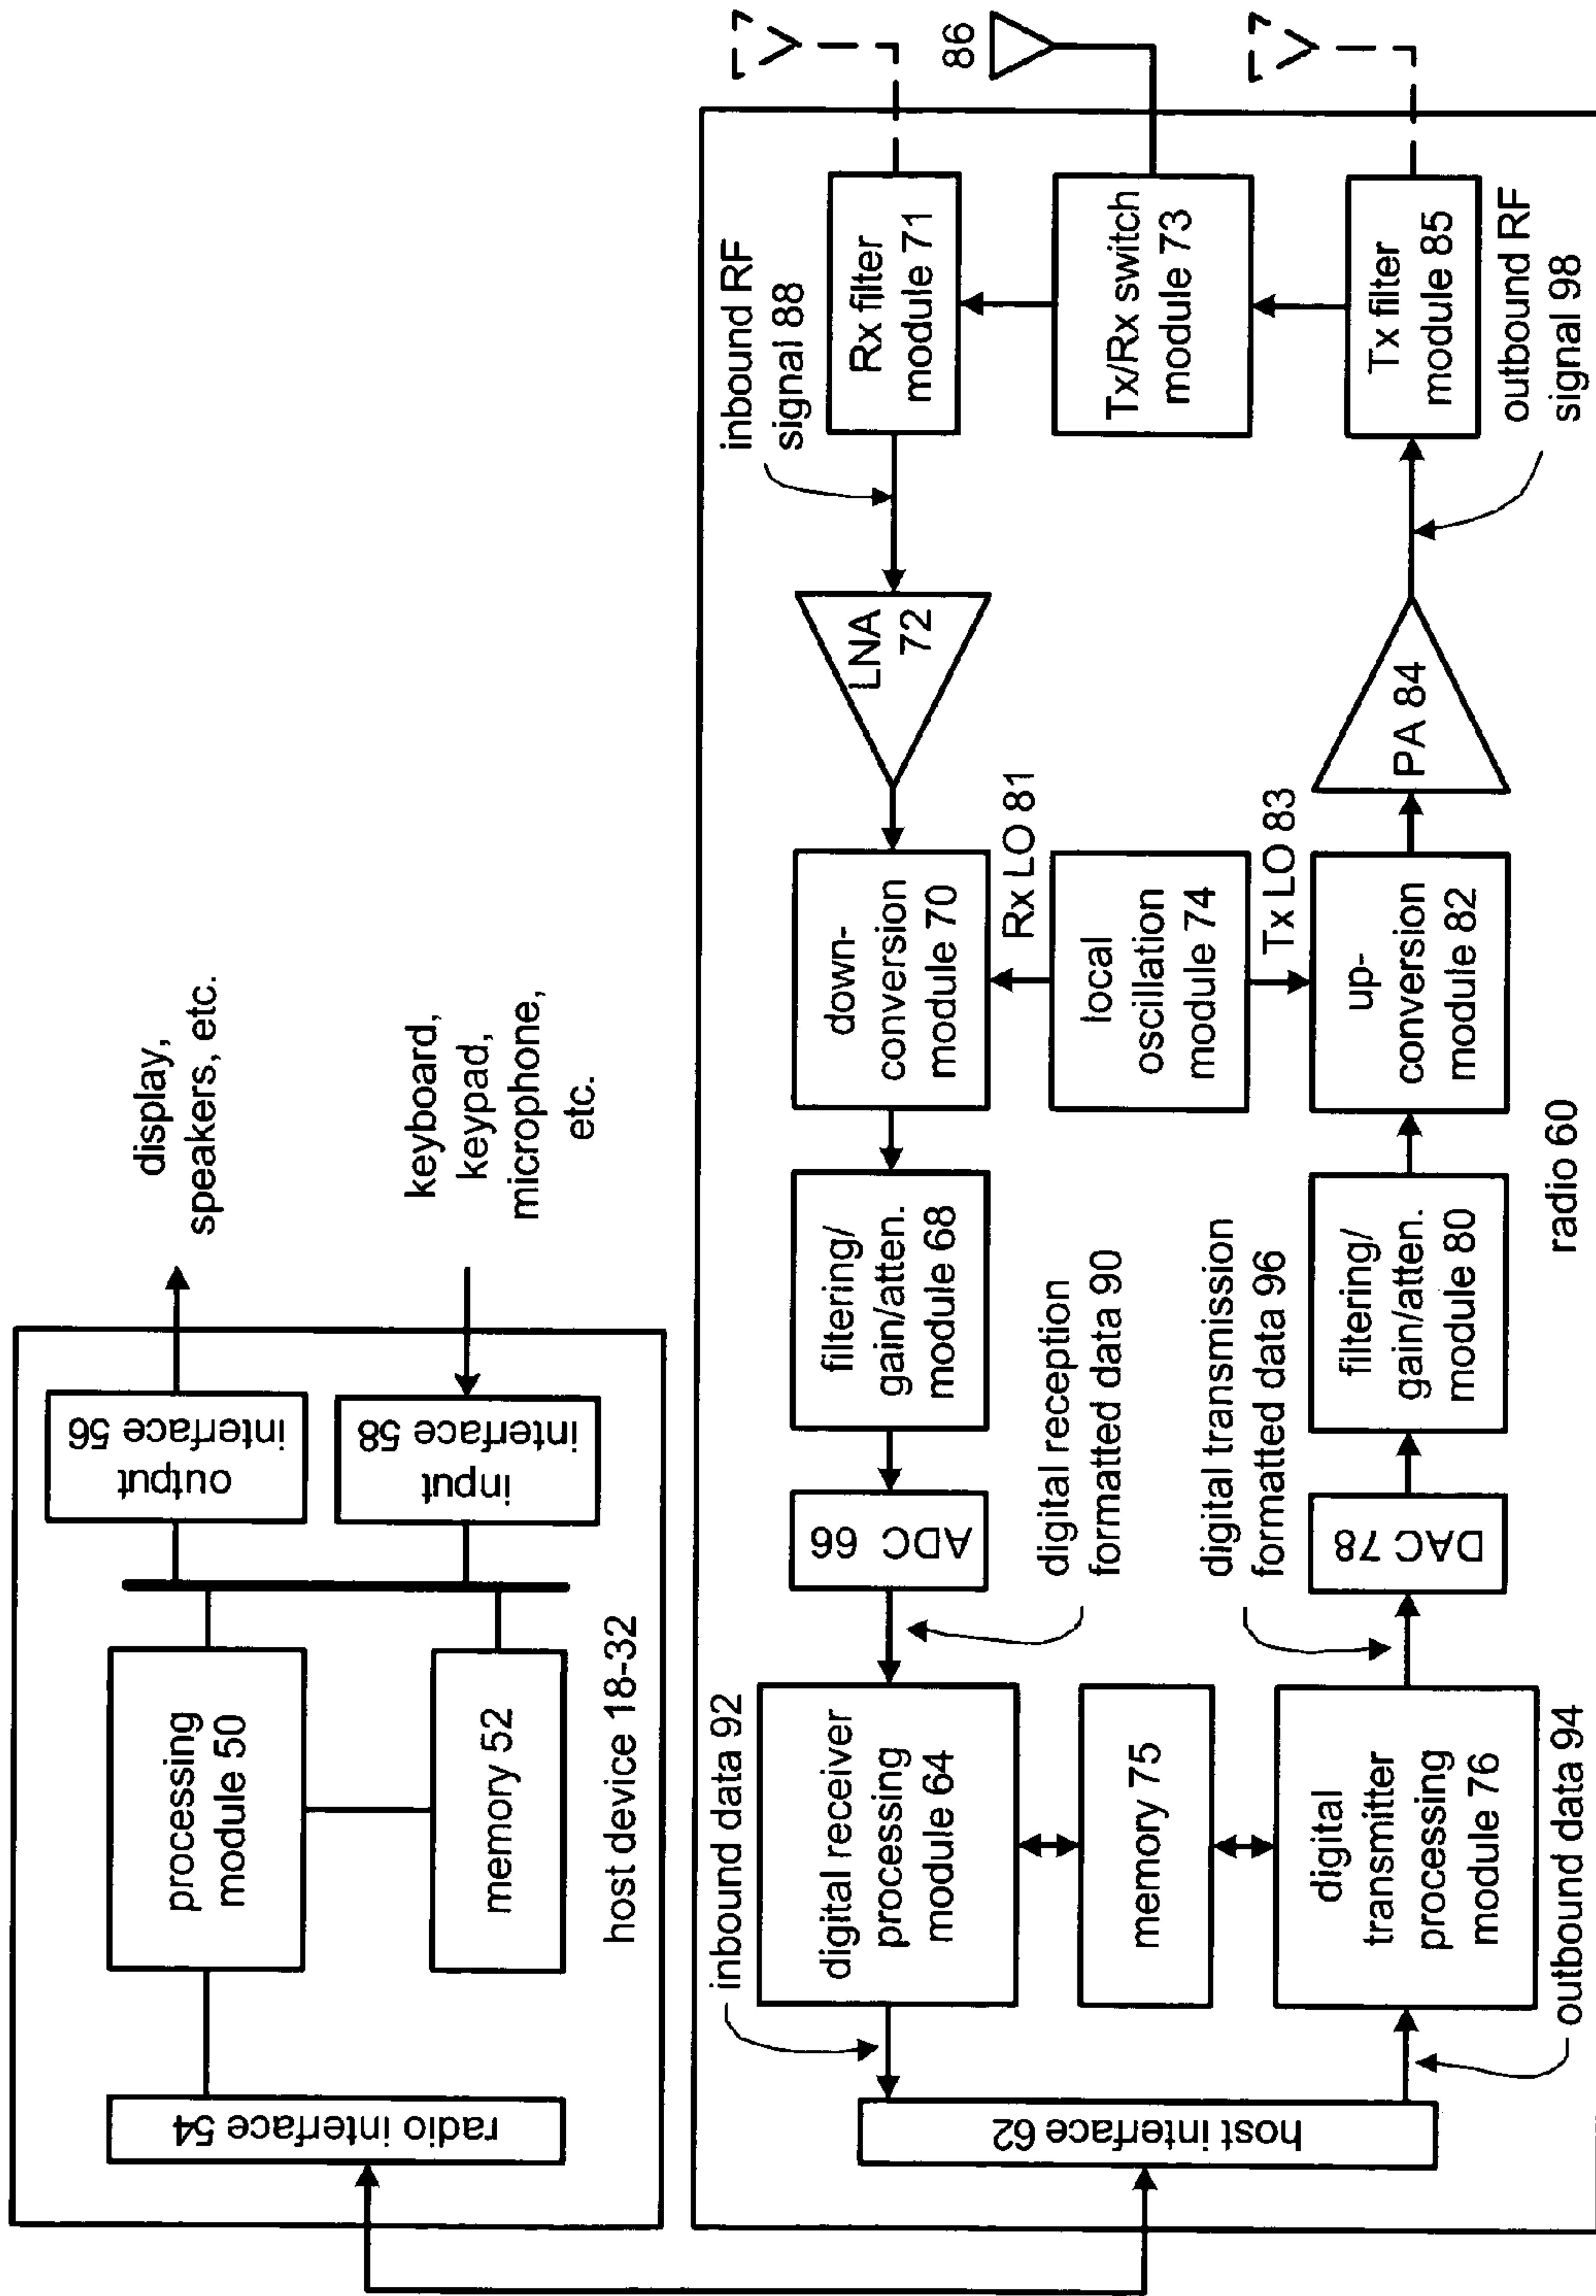 radio interface 54
processing
module 50
memory 52
output
interface 56
input
interface 58
host device 18-32
display,
speakers, etc.
keyboard,
keypad,
microphone,
etc.
host interface 62
inbound data 92
digital receiver
processing
module 64
memory 75
digital
transmitter
processing
module 76
outbound data 94
ADC 66
digital reception
formatted data 90
digital transmission
formatted data 96
DAC 78
filtering/
gain/atten.
module 68
filtering/
gain/atten.
module 80
down-
conversion
module 70
Rx LO 81
local
oscillation
module 74
Tx LO 83
up-
conversion
module 82
radio 60
LNA
72
PA 84
inbound RF
signal 88
Rx filter
module 71
Tx/Rx switch
module 73
Tx filter
module 85
outbound RF
signal 98
86